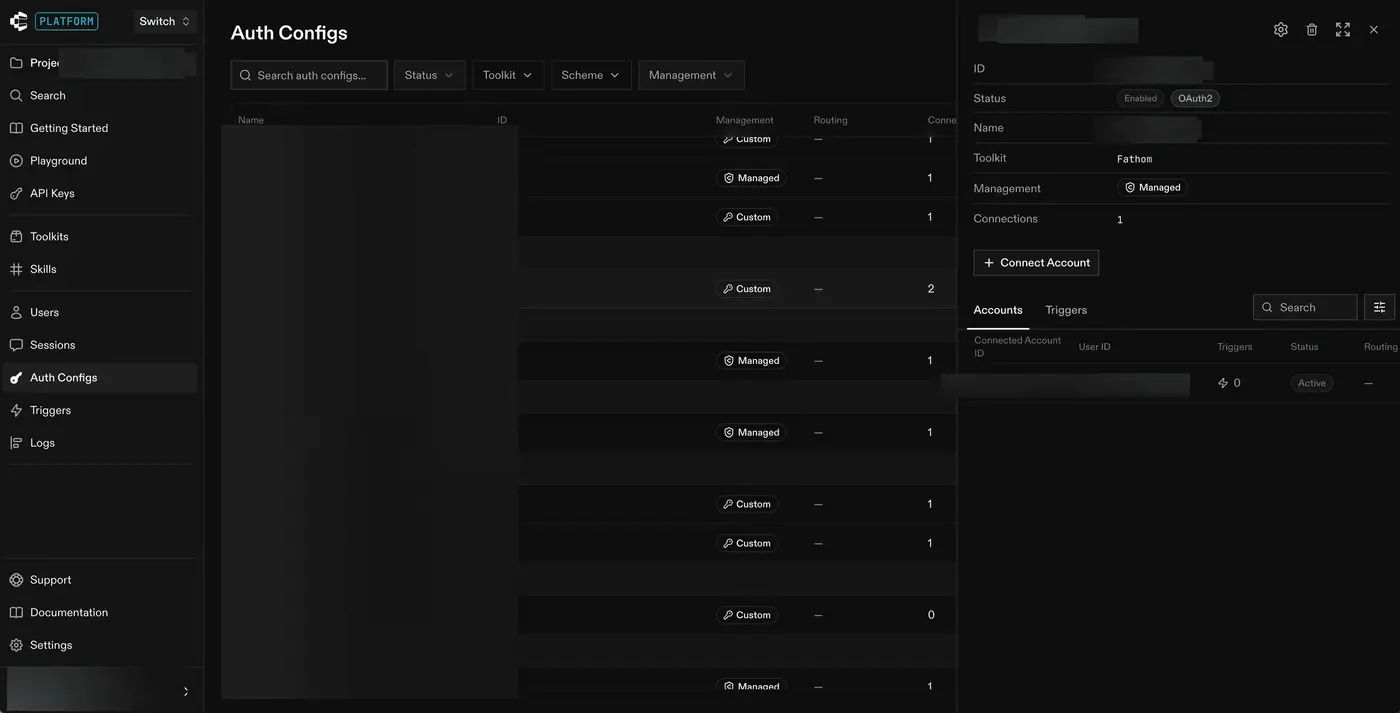 PLATFORM
Switch
Search
Getting Started
Playground
API Keys
Toolkits
Skills
Users
Sessions
Auth Configs
Triggers
Logs
Support
Documentation
Settings
Auth Configs
Search auth configs...
Status
Toolkit
Scheme
Management
Name ID Management Routing Conne
Custom — 1
Managed — 1
Custom — 1
Custom — 2
Managed — 1
Managed — 1
Custom — 1
Custom — 1
Custom — 0
Managed — 1
ID
Status Enabled OAuth2
Name
Toolkit Fathom
Management Managed
Connections 1
+ Connect Account
Accounts Triggers Search
Connected Account ID User ID Triggers Status Routing
0 Active —